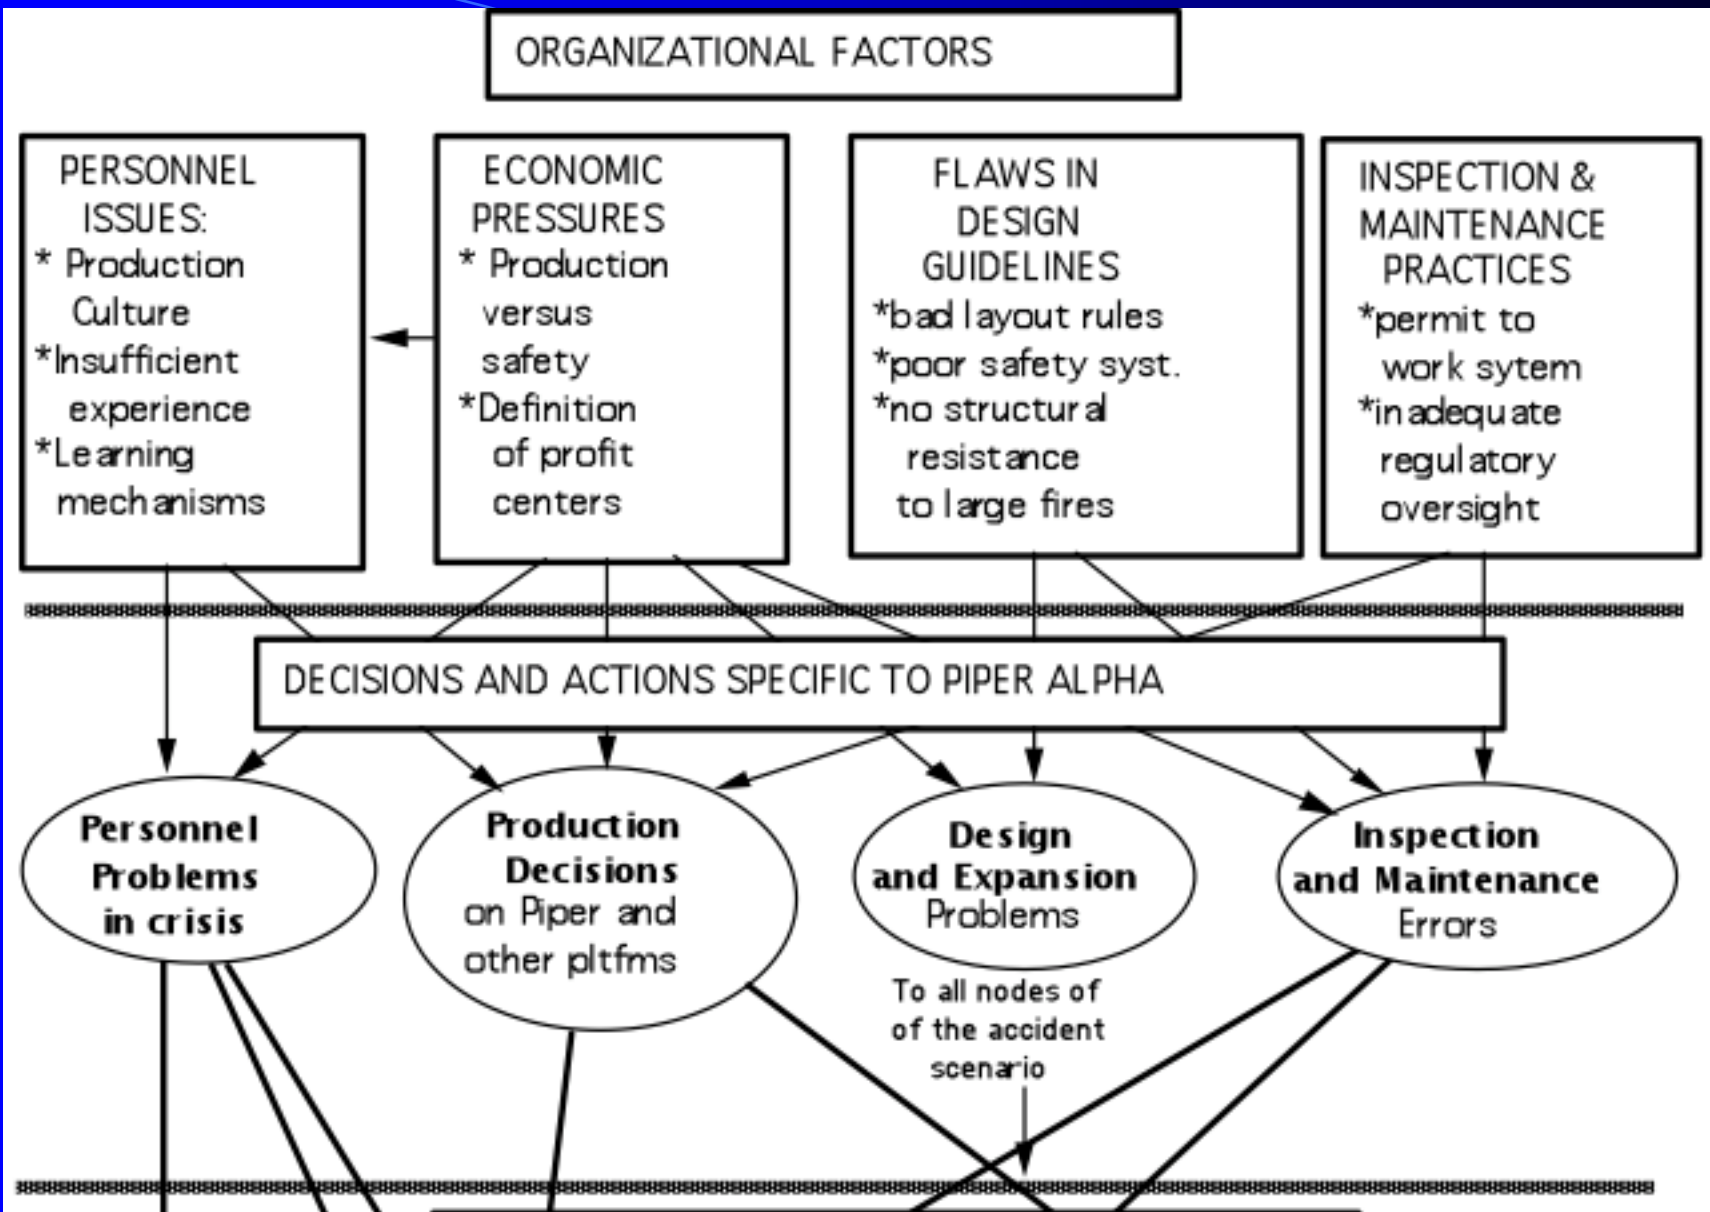 ORGANIZATIONAL FACTORS
PERSONNEL
ISSUES:
* Production
Culture
*Insufficient
experience
*Learning
mechanisms
ECONOMIC
PRESSURES
* Production
versus
safety
*Definition
of profit
centers
FLAWS IN
DESIGN
GUIDELINES
*bad layout rules
*poor safety syst.
*no structural
resistance
to large fires
INSPECTION &
MAINTENANCE
PRACTICES
*permit to
work sytem
*inadequate
regulatory
oversight
DECISIONS AND ACTIONS SPECIFIC TO PIPER ALPHA
Personnel
Problems
in crisis
Production
Decisions
on Piper and
other pltfms
Design
and Expansion
Problems
Inspection
and Maintenance
Errors
To all nodes of
of the accident
scenario